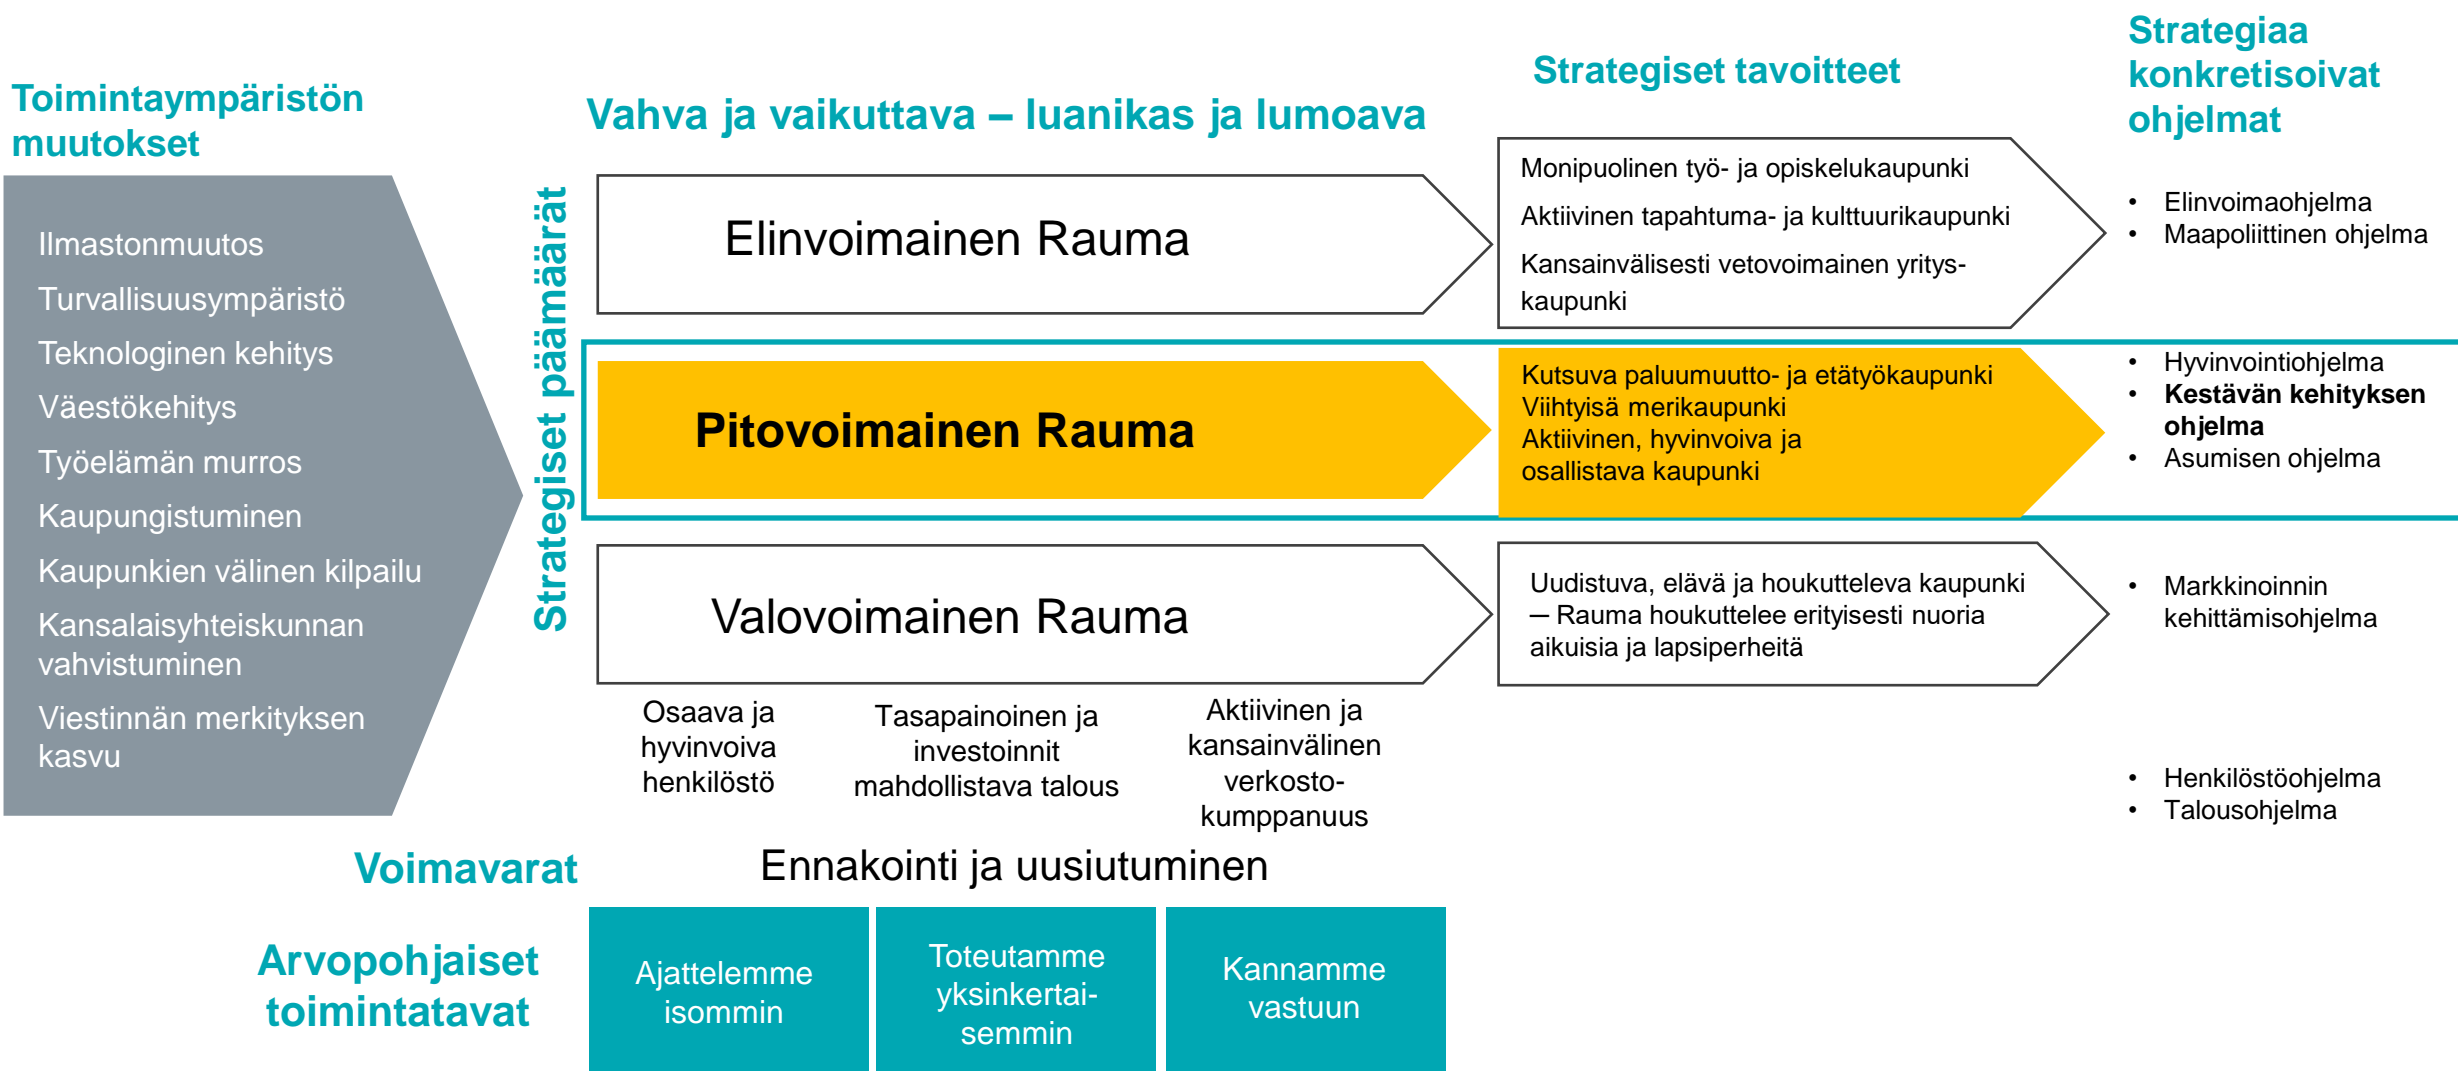 Toimintaympäristön
muutokset
Ilmastonmuutos
Turvallisuusympäristö
Teknologinen kehitys
Väestökehitys
Työelämän murros
Kaupungistuminen
Kaupunkien välinen kilpailu
Kansalaisyhteiskunnan
vahvistuminen
Viestinnän merkityksen
kasvu
Vahva ja vaikuttava – luanikas ja lumoava
Strategiset päämäärät
Elinvoimainen Rauma
Pitovoimainen Rauma
Valovoimainen Rauma
Strategiset tavoitteet
Monipuolinen työ- ja opiskelukaupunki
Aktiivinen tapahtuma- ja kulttuurikaupunki
Kansainvälisesti vetovoimainen yritys-
kaupunki
Kutsuva paluumuutto- ja etätyökaupunki
Viihtyisä merikaupunki
Aktiivinen, hyvinvoiva ja
osallistava kaupunki
Uudistuva, elävä ja houkutteleva kaupunki
─ Rauma houkuttelee erityisesti nuoria
aikuisia ja lapsiperheitä
Strategiaa
konkretisoivat
ohjelmat
• Elinvoimaohjelma
• Maapoliittinen ohjelma
• Hyvinvointiohjelma
• Kestävän kehityksen
ohjelma
• Asumisen ohjelma
• Markkinoinnin
kehittämisohjelma
• Henkilöstöohjelma
• Talousohjelma
Osaava ja
hyvinvoiva
henkilöstö
Tasapainoinen ja
investoinnit
mahdollistava talous
Aktiivinen ja
kansainvälinen
verkosto-
kumppanuus
Voimavarat
Ennakointi ja uusiutuminen
Arvopohjaiset
toimintatavat
Ajattelemme
isommin
Toteutamme
yksinkertai-
semmin
Kannamme
vastuun